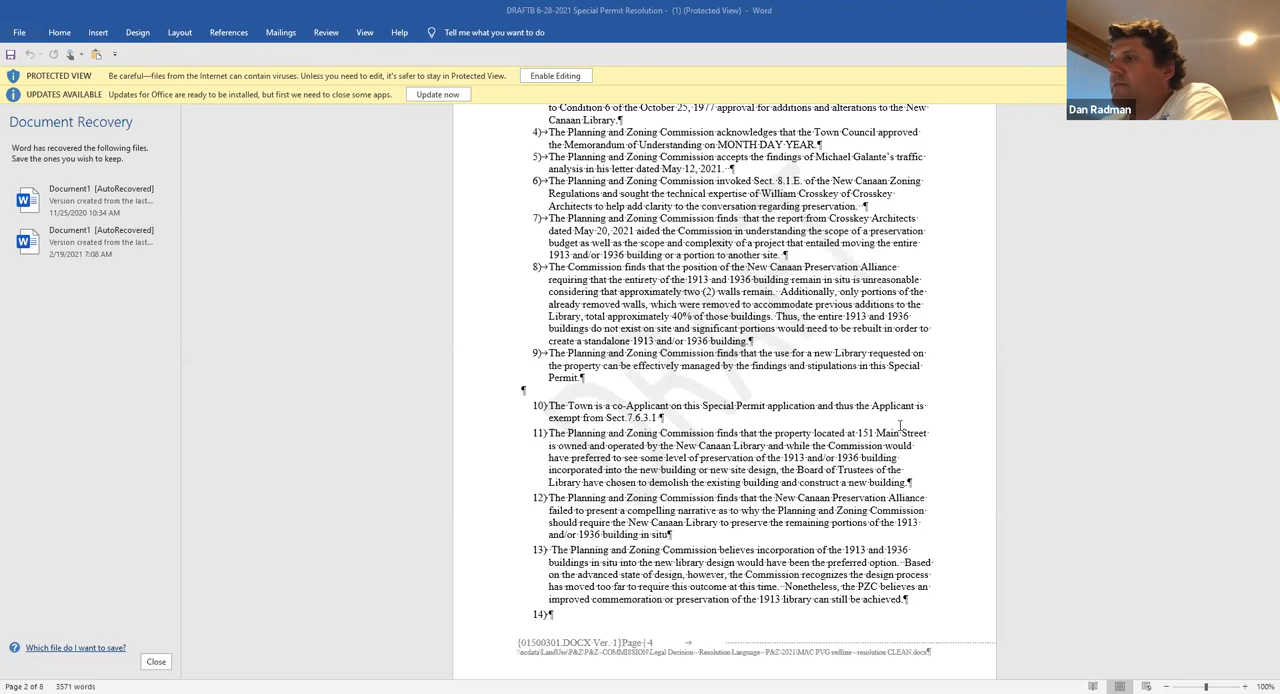 DRAFTB 6-28-2021 Special Permit Resolution - (1) (Protected View) - Word
File Home Insert Design Layout References Mailings Review View Help Tell me what you want to do
PROTECTED VIEW Be careful—files from the Internet can contain viruses. Unless you need to edit, it's safer to stay in Protected View. Enable Editing
UPDATES AVAILABLE Updates for Office are ready to be installed, but first we need to close some apps. Update now
Dan Radman
Document Recovery
Word has recovered the following files.
Save the ones you wish to keep.
Document1 [AutoRecovered]
Version created from the last...
11/25/2020 10:34 AM
Document1 [AutoRecovered]
Version created from the last...
2/19/2021 7:08 AM
Which file do I want to save?
Close
to Condition 6 of the October 25, 1977 approval for additions and alterations to the New
Canaan Library.¶
4) The Planning and Zoning Commission acknowledges that the Town Council approved
the Memorandum of Understanding on MONTH DAY YEAR.¶
5) The Planning and Zoning Commission accepts the findings of Michael Galante's traffic
analysis in his letter dated May 12, 2021. ¶
6) The Planning and Zoning Commission invoked Sect. 8.1.E. of the New Canaan Zoning
Regulations and sought the technical expertise of William Crosskey of Crosskey
Architects to help add clarity to the conversation regarding preservation. ¶
7) The Planning and Zoning Commission finds that the report from Crosskey Architects
dated May 20, 2021 aided the Commission in understanding the scope of a preservation
budget as well as the scope and complexity of a project that entailed moving the entire
1913 and/or 1936 building or a portion to another site. ¶
8) The Commission finds that the position of the New Canaan Preservation Alliance
requiring that the entirety of the 1913 and 1936 building remain in situ is unreasonable
considering that approximately two (2) walls remain. Additionally, only portions of the
already removed walls, which were removed to accommodate previous additions to the
Library, total approximately 40% of those buildings. Thus, the entire 1913 and 1936
buildings do not exist on site and significant portions would need to be rebuilt in order to
create a standalone 1913 and/or 1936 building.¶
9) The Planning and Zoning Commission finds that the use for a new Library requested on
the property can be effectively managed by the findings and stipulations in this Special
Permit.¶
¶
10) The Town is a co-Applicant on this Special Permit application and thus the Applicant is
exempt from Sect.7.6.3.1 ¶
11) The Planning and Zoning Commission finds that the property located at 151 Main Street
is owned and operated by the New Canaan Library and while the Commission would
have preferred to see some level of preservation of the 1913 and/or 1936 building
incorporated into the new building or new site design, the Board of Trustees of the
Library have chosen to demolish the existing building and construct a new building.¶
12) The Planning and Zoning Commission finds that the New Canaan Preservation Alliance
failed to present a compelling narrative as to why the Planning and Zoning Commission
should require the New Canaan Library to preserve the remaining portions of the 1913
and/or 1936 building in situ¶
13) The Planning and Zoning Commission believes incorporation of the 1913 and 1936
buildings in situ into the new library design would have been the preferred option. Based
on the advanced state of design, however, the Commission recognizes the design process
has moved too far to require this outcome at this time. Nonetheless, the PZC believes an
improved commemoration or preservation of the 1913 library can still be achieved.¶
14)¶
{01500301.DOCX Ver. 1}Page | 4
\\ncdata\LandUse\P&Z\P&Z COMMISSION\Legal Decision - Resolution Language - P&Z\2021\MAC PVG redline resolution CLEAN.docx¶
DRAFT
Page 2 of 8 3571 words
100%